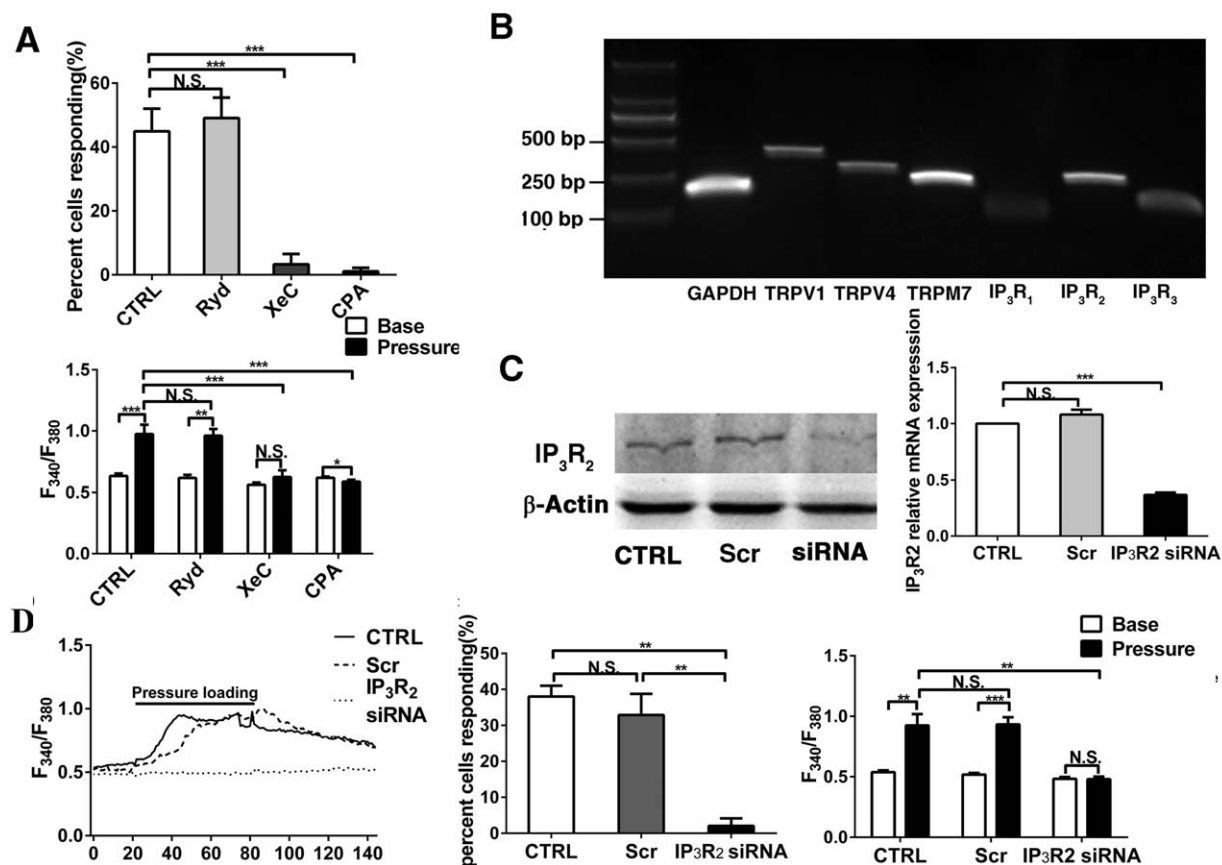 A
Percent cells responding(%)
60
40
20
0
***
***
N.S.
CTRL
Ryd
XeC
CPA
Base
Pressure
F340/F380
1.5
1.0
0.5
0.0
***
***
N.S.
***
**
N.S.
*
CTRL
Ryd
XeC
CPA
B
500 bp
250 bp
100 bp
GAPDH TRPV1 TRPV4 TRPM7 IP3R1 IP3R2 IP3R3
C
IP3R2
β-Actin
CTRL Scr siRNA
IP3R2 relative mRNA expresssion
1.5
1.0
0.5
0.0
***
N.S.
CTRL Scr IP3R2 siRNA
D
F340/F380
1.5
1.0
0.5
0.0
Pressure loading
CTRL
Scr
IP3R2
siRNA
0 20 40 60 80 100 120 140
percent cells responding(%)
50
40
30
20
10
0
**
N.S.
**
CTRL Scr IP3R2 siRNA
Base
Pressure
F340/F380
1.5
1.0
0.5
0.0
**
N.S.
**
***
N.S.
CTRL Scr IP3R2 siRNA